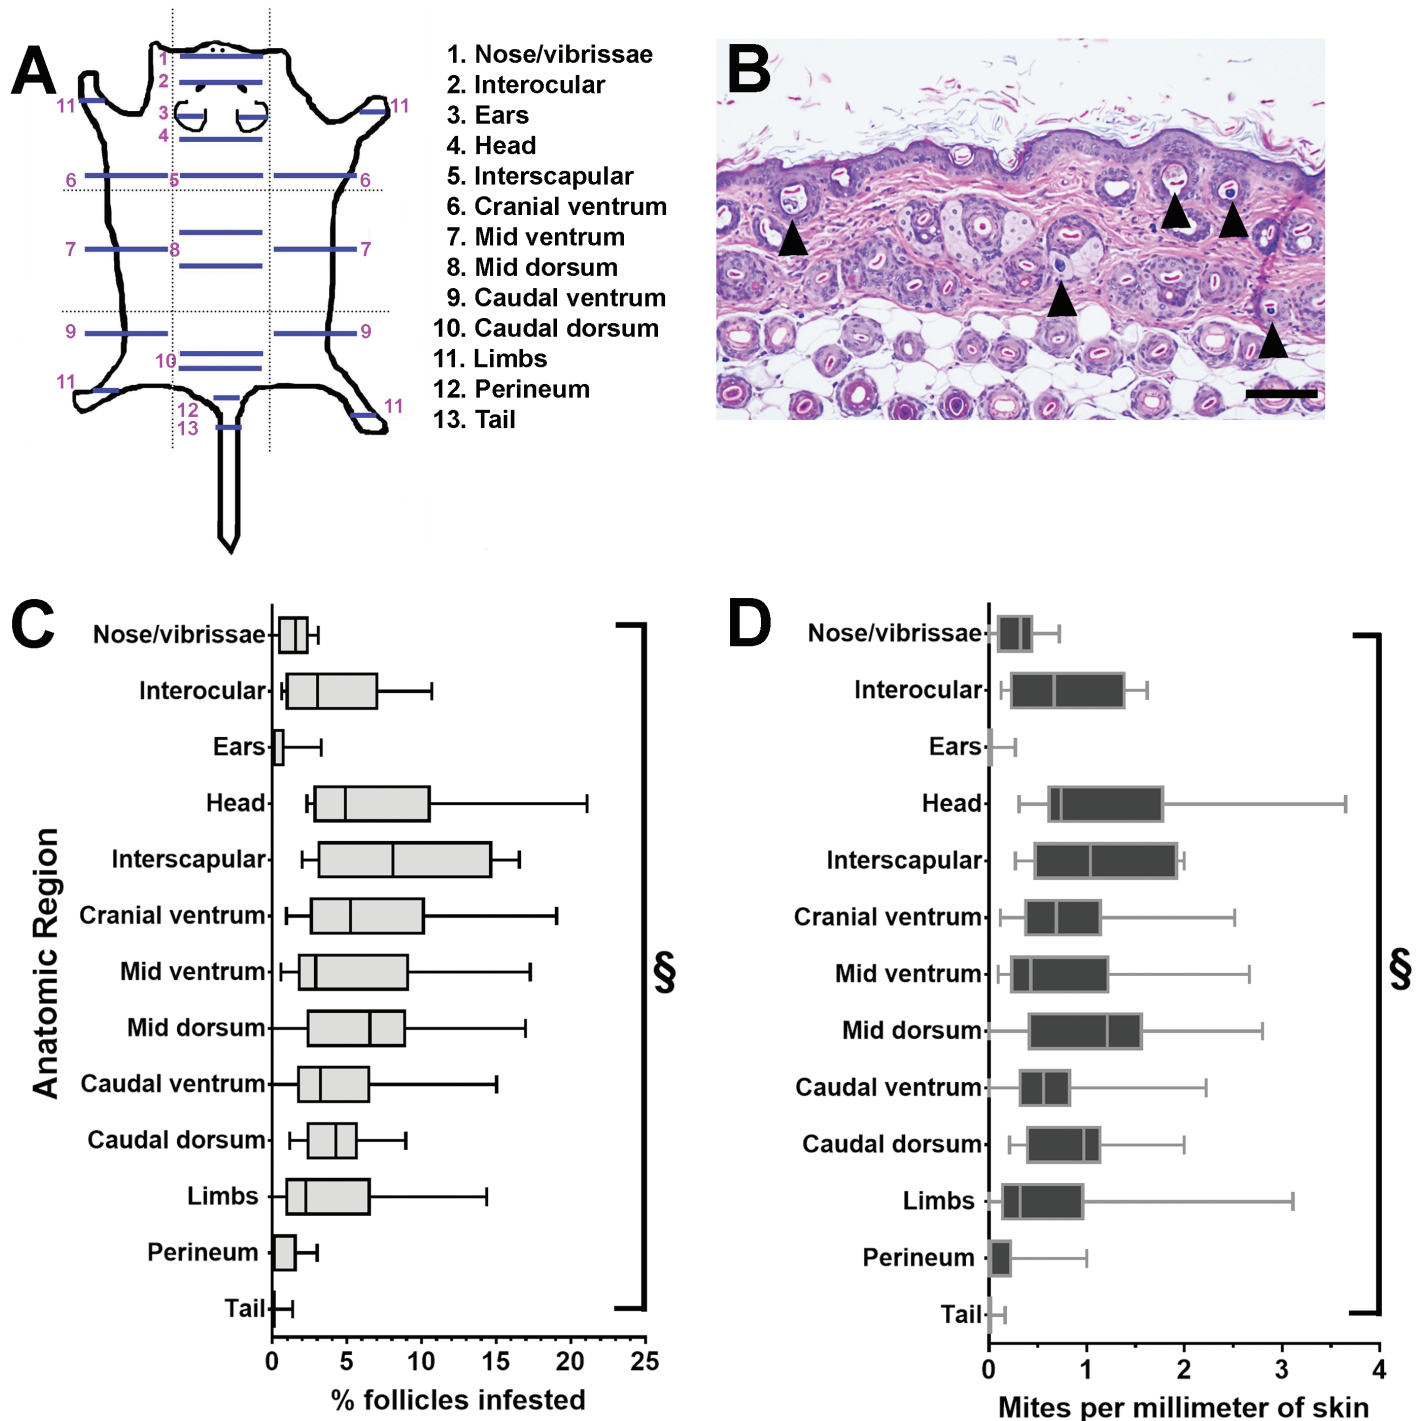 A
1
2
3
4
5
6
6
7
7
8
9
9
10
11
11
11
11
12
13
1. Nose/vibrissae
2. Interocular
3. Ears
4. Head
5. Interscapular
6. Cranial ventrum
7. Mid ventrum
8. Mid dorsum
9. Caudal ventrum
10. Caudal dorsum
11. Limbs
12. Perineum
13. Tail
B
C
Anatomic Region
Nose/vibrissae
Interocular
Ears
Head
Interscapular
Cranial ventrum
Mid ventrum
Mid dorsum
Caudal ventrum
Caudal dorsum
Limbs
Perineum
Tail
§
0 5 10 15 20 25
% follicles infested
D
Nose/vibrissae
Interocular
Ears
Head
Interscapular
Cranial ventrum
Mid ventrum
Mid dorsum
Caudal ventrum
Caudal dorsum
Limbs
Perineum
Tail
§
0 1 2 3 4
Mites per millimeter of skin